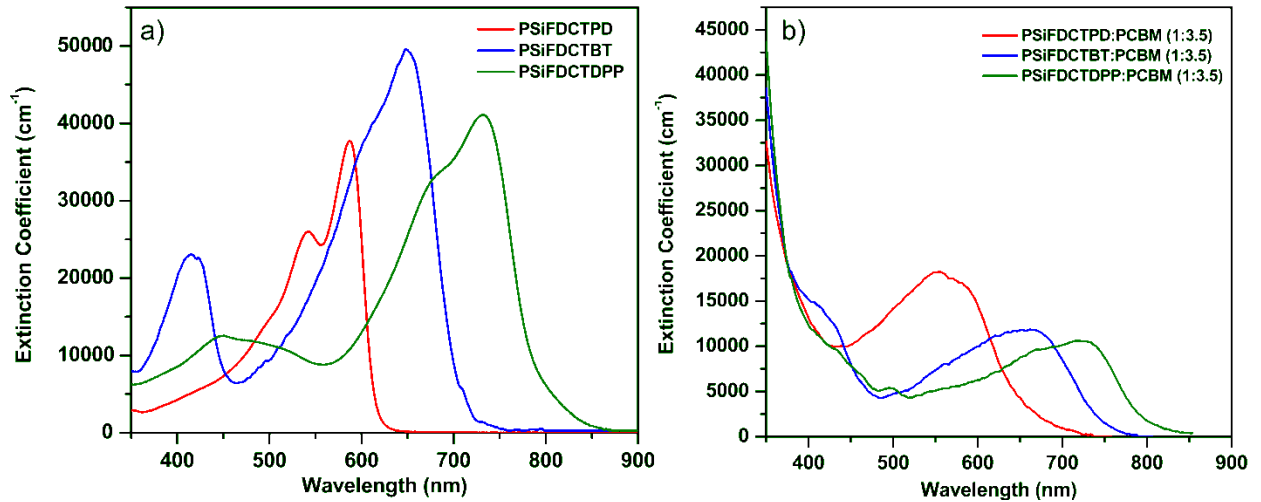 a)
PSiFDCTPD
PSiFDCTBT
PSiFDCTDPP
50000
40000
30000
20000
10000
0
Extinction Coefficient (cm⁻¹)
400 500 600 700 800 900
Wavelength (nm)
b)
PSiFDCTPD:PCBM (1:3.5)
PSiFDCTBT:PCBM (1:3.5)
PSiFDCTDPP:PCBM (1:3.5)
45000
40000
35000
30000
25000
20000
15000
10000
5000
0
Extinction Coefficient (cm⁻¹)
400 500 600 700 800 900
Wavelength (nm)